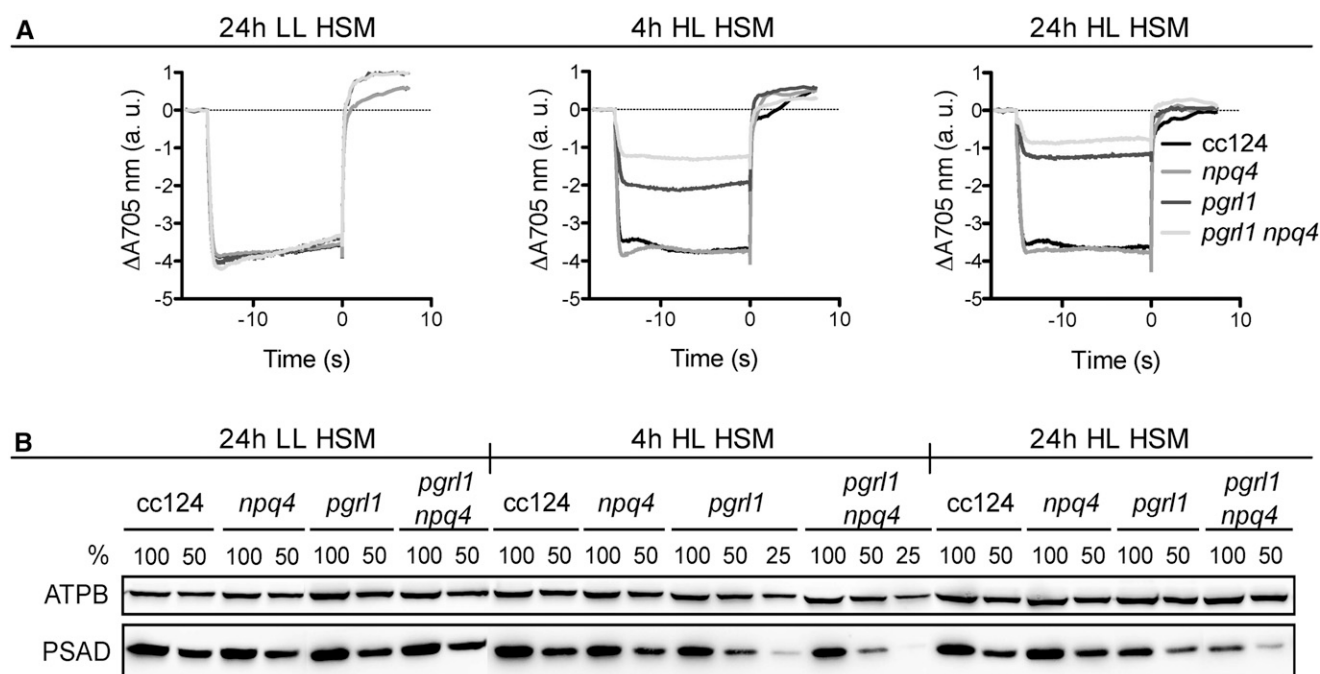 A 24h LL HSM 4h HL HSM 24h HL HSM
ΔA705 nm (a. u.) 1 0 -1 -2 -3 -4 -5
-10 0 10
Time (s)
ΔA705 nm (a. u.) 1 0 -1 -2 -3 -4 -5
-10 0 10
Time (s)
ΔA705 nm (a. u.) 1 0 -1 -2 -3 -4 -5
-10 0 10
Time (s)
cc124
npq4
pgrl1
pgrl1 npq4
B 24h LL HSM 4h HL HSM 24h HL HSM
cc124 npq4 pgrl1 pgrl1 npq4 cc124 npq4 pgrl1 pgrl1 npq4 cc124 npq4 pgrl1 pgrl1 npq4
% 100 50 100 50 100 50 100 50 100 50 100 50 100 50 25 100 50 25 100 50 100 50 100 50 100 50
ATPB
PSAD